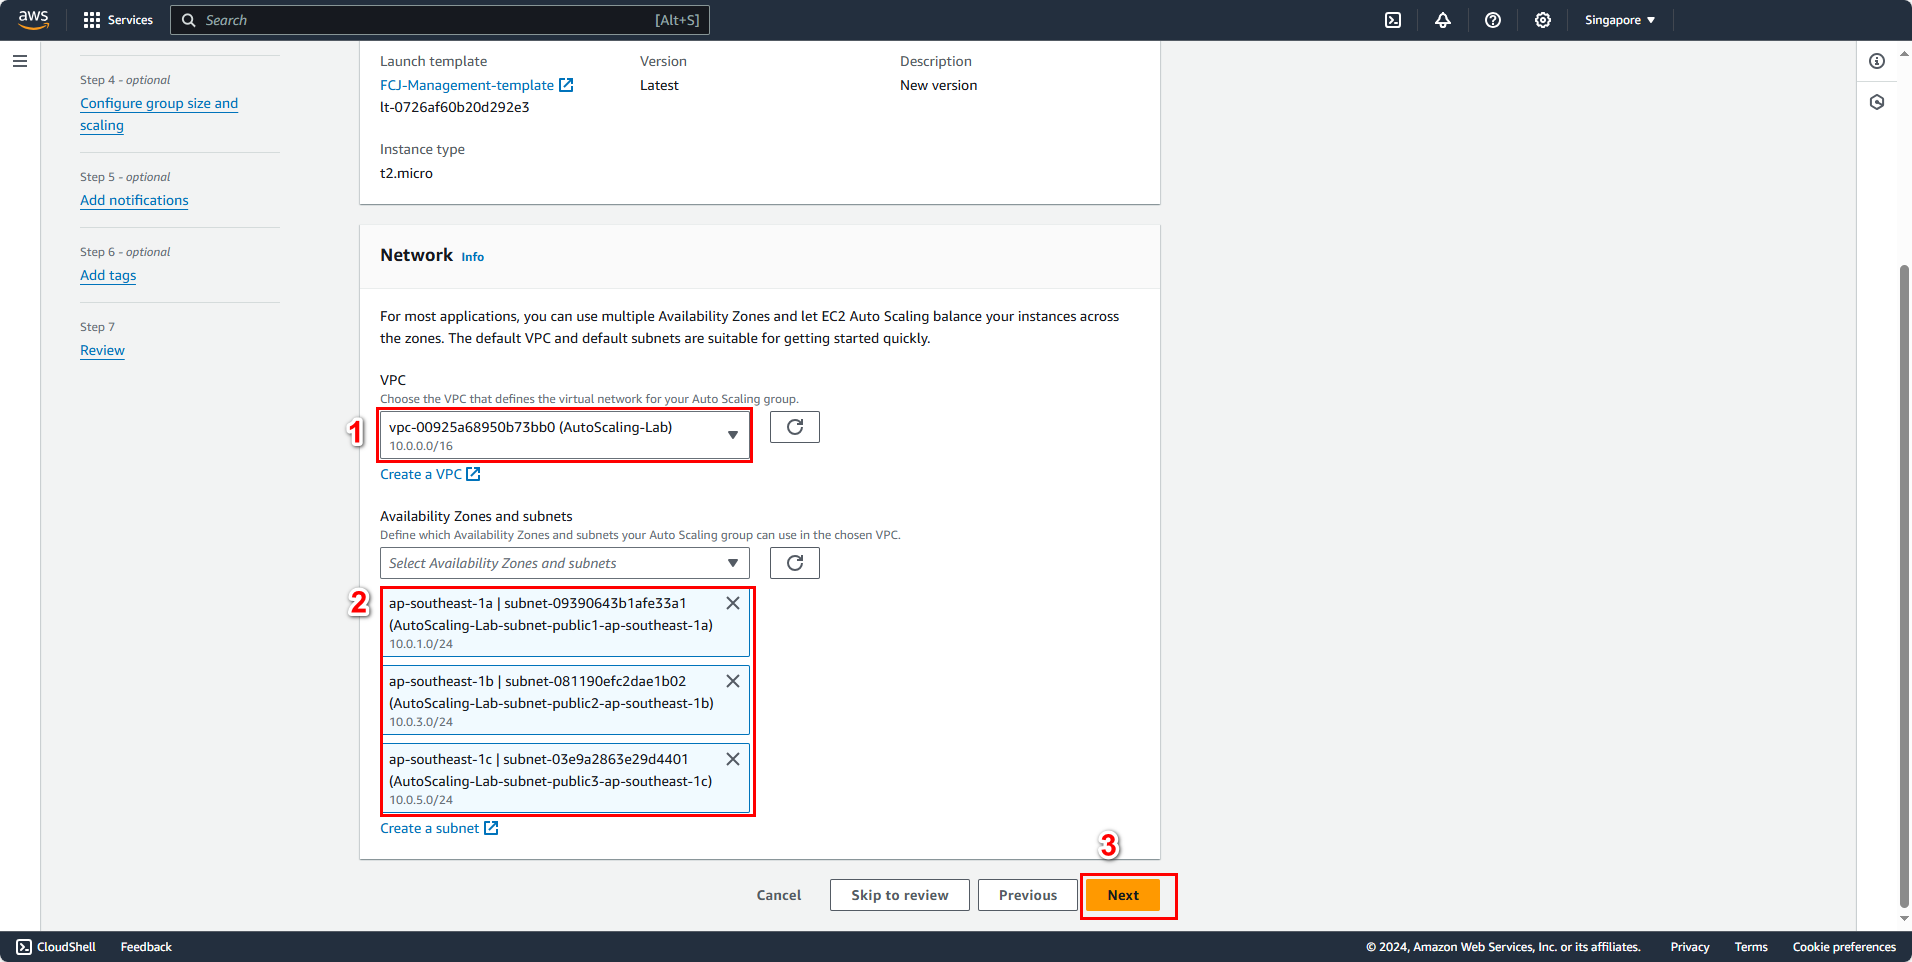 aws
Services
Search
[Alt+S]
Singapore
Step 4 - optional
Configure group size and
scaling
Step 5 - optional
Add notifications
Step 6 - optional
Add tags
Step 7
Review
Launch template
FCJ-Management-template
lt-0726af60b20d292e3
Version
Latest
Description
New version
Instance type
t2.micro
Network Info
For most applications, you can use multiple Availability Zones and let EC2 Auto Scaling balance your instances across
the zones. The default VPC and default subnets are suitable for getting started quickly.
VPC
Choose the VPC that defines the virtual network for your Auto Scaling group.
1
vpc-00925a68950b73bb0 (AutoScaling-Lab)
10.0.0.0/16
Create a VPC
Availability Zones and subnets
Define which Availability Zones and subnets your Auto Scaling group can use in the chosen VPC.
Select Availability Zones and subnets
2
ap-southeast-1a | subnet-09390643b1afe33a1
(AutoScaling-Lab-subnet-public1-ap-southeast-1a)
10.0.1.0/24
ap-southeast-1b | subnet-081190efc2dae1b02
(AutoScaling-Lab-subnet-public2-ap-southeast-1b)
10.0.3.0/24
ap-southeast-1c | subnet-03e9a2863e29d4401
(AutoScaling-Lab-subnet-public3-ap-southeast-1c)
10.0.5.0/24
Create a subnet
3
Cancel
Skip to review
Previous
Next
CloudShell
Feedback
© 2024, Amazon Web Services, Inc. or its affiliates.
Privacy
Terms
Cookie preferences